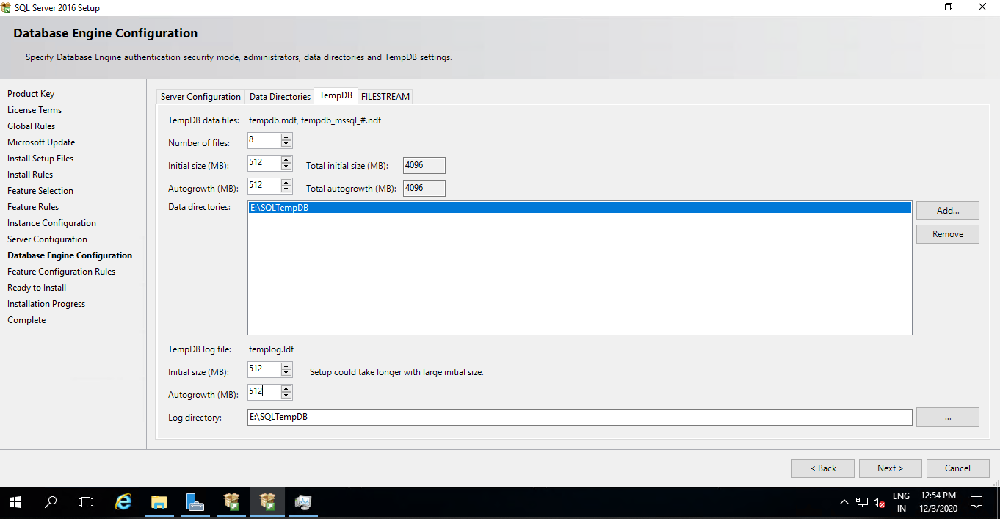 SQL Server 2016 Setup
Database Engine Configuration
Specify Database Engine authentication security mode, administrators, data directories and TempDB settings.
Product Key
License Terms
Global Rules
Microsoft Update
Install Setup Files
Install Rules
Feature Selection
Feature Rules
Instance Configuration
Server Configuration
Database Engine Configuration
Feature Configuration Rules
Ready to Install
Installation Progress
Complete
Server Configuration Data Directories TempDB FILESTREAM
TempDB data files: tempdb.mdf, tempdb_mssql_#.ndf
Number of files: 8
Initial size (MB): 512 Total initial size (MB): 4096
Autogrowth (MB): 512 Total autogrowth (MB): 4096
Data directories: E:\SQLTempDB Add...
Remove
TempDB log file: templog.ldf
Initial size (MB): 512 Setup could take longer with large initial size.
Autogrowth (MB): 512
Log directory: E:\SQLTempDB ...
< Back Next > Cancel
ENG 12:54 PM
IN 12/3/2020